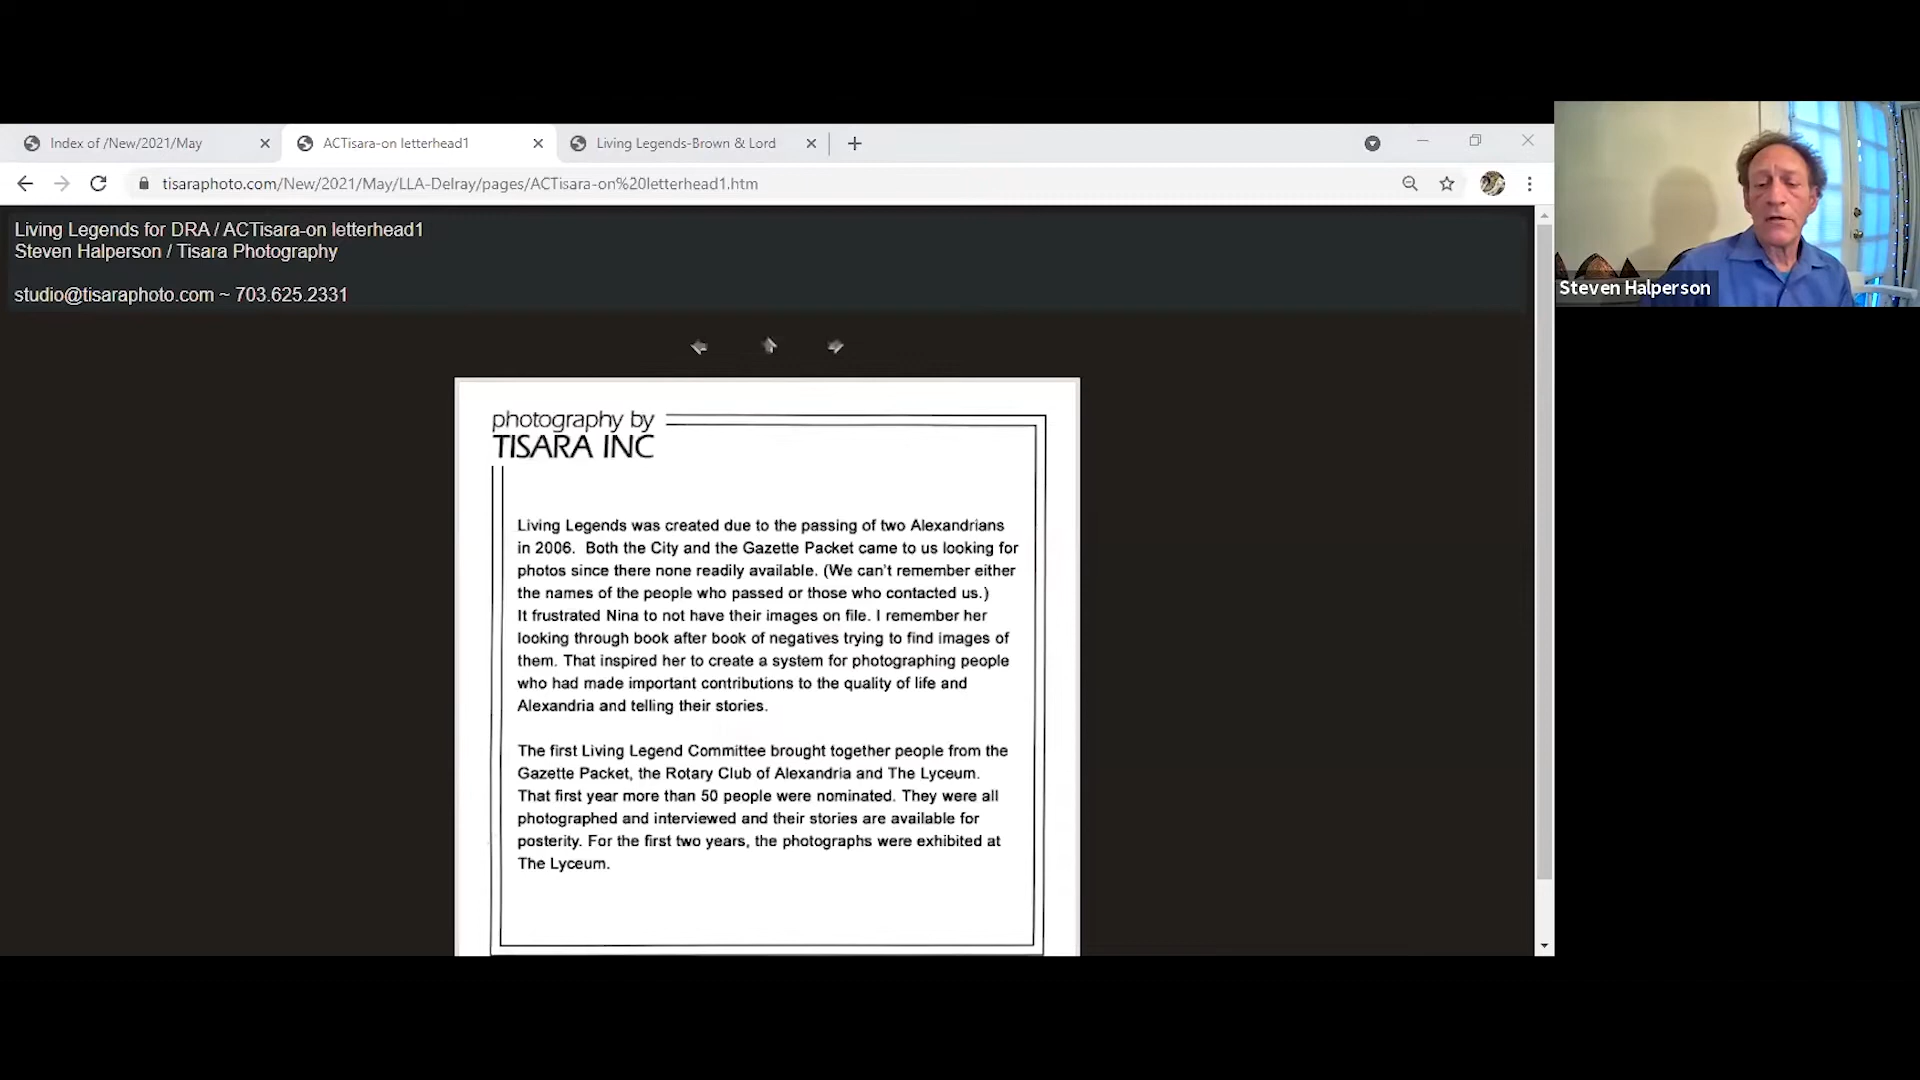 Index of /New/2021/May
ACTisara-on letterhead1
Living Legends-Brown & Lord
tisaraphoto.com/New/2021/May/LLA-Delray/pages/ACTisara-on%20letterhead1.htm
Living Legends for DRA / ACTisara-on letterhead1
Steven Halperson / Tisara Photography
studio@tisaraphoto.com ~ 703.625.2331
Steven Halperson
photography by
TISARA INC
Living Legends was created due to the passing of two Alexandrians
in 2006. Both the City and the Gazette Packet came to us looking for
photos since there none readily available. (We can't remember either
the names of the people who passed or those who contacted us.)
It frustrated Nina to not have their images on file. I remember her
looking through book after book of negatives trying to find images of
them. That inspired her to create a system for photographing people
who had made important contributions to the quality of life and
Alexandria and telling their stories.
The first Living Legend Committee brought together people from the
Gazette Packet, the Rotary Club of Alexandria and The Lyceum.
That first year more than 50 people were nominated. They were all
photographed and interviewed and their stories are available for
posterity. For the first two years, the photographs were exhibited at
The Lyceum.